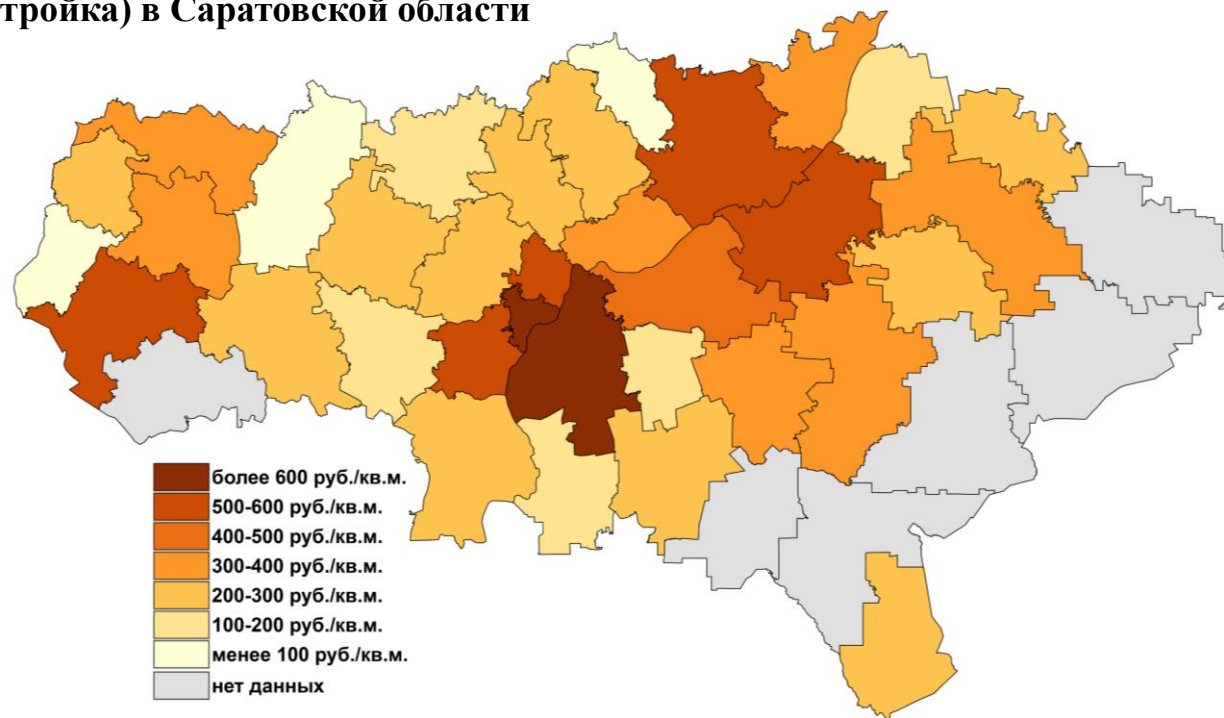 тройка) в Саратовской области
более 600 руб./кв.м.
500-600 руб./кв.м.
400-500 руб./кв.м.
300-400 руб./кв.м.
200-300 руб./кв.м.
100-200 руб./кв.м.
менее 100 руб./кв.м.
нет данных